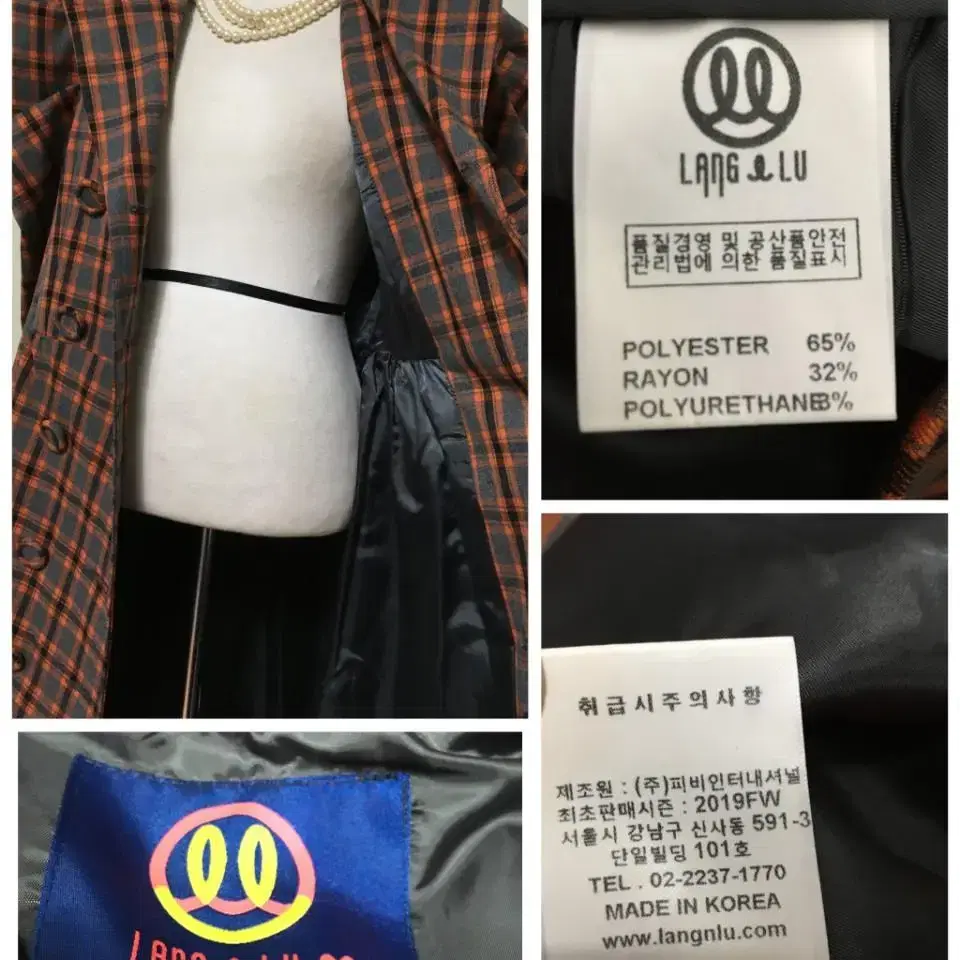 LANG LU
품질경영 및 공산품안전
관리법에 의한 품질표시
POLYESTER 65%
RAYON 32%
POLYURETHANE 3%
취급시주의사항
제조원 : (주)피비인터내셔널
최초판매시즌 : 2019FW
서울시 강남구 신사동 591-3
단일빌딩 101호
TEL . 02-2237-1770
MADE IN KOREA
www.langnlu.com
LANG LU